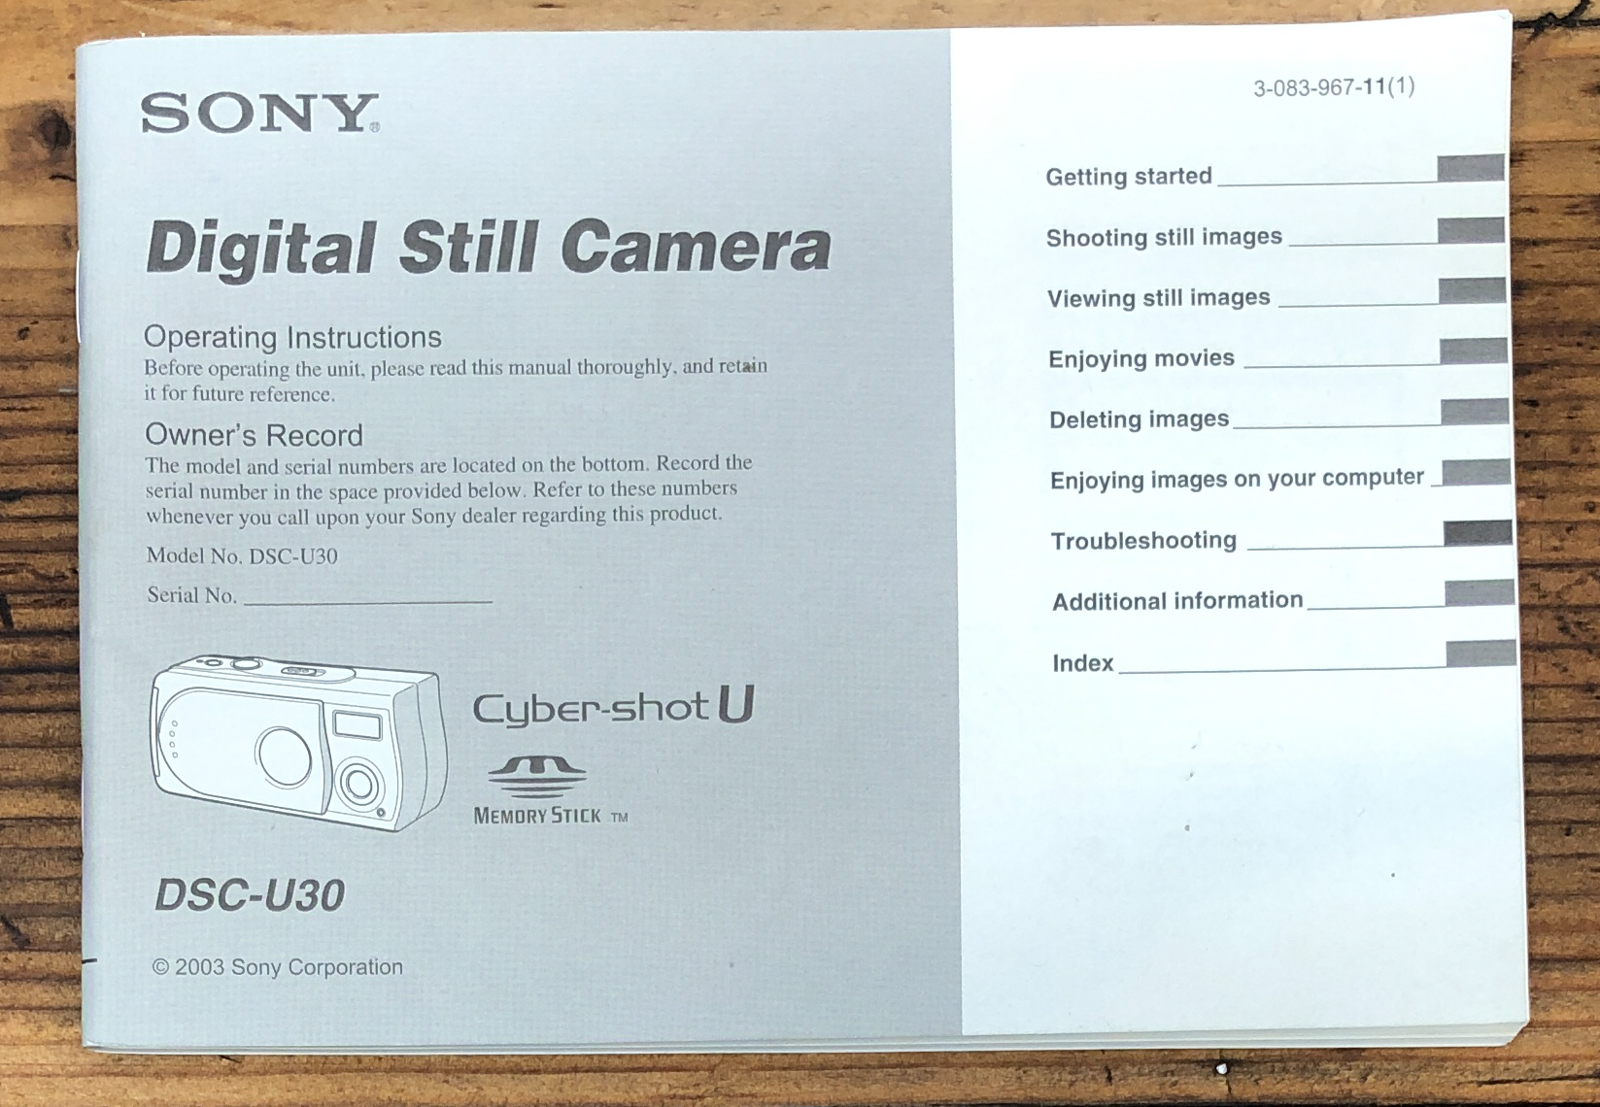 SONY®
Digital Still Camera
Operating Instructions
Before operating the unit, please read this manual thoroughly, and retain
it for future reference.
Owner's Record
The model and serial numbers are located on the bottom. Record the
serial number in the space provided below. Refer to these numbers
whenever you call upon your Sony dealer regarding this product.
Model No. DSC-U30
Serial No. ____________________
Cyber-shot U
MEMORY STICK TM
DSC-U30
© 2003 Sony Corporation
3-083-967-11(1)
Getting started
Shooting still images
Viewing still images
Enjoying movies
Deleting images
Enjoying images on your computer
Troubleshooting
Additional information
Index